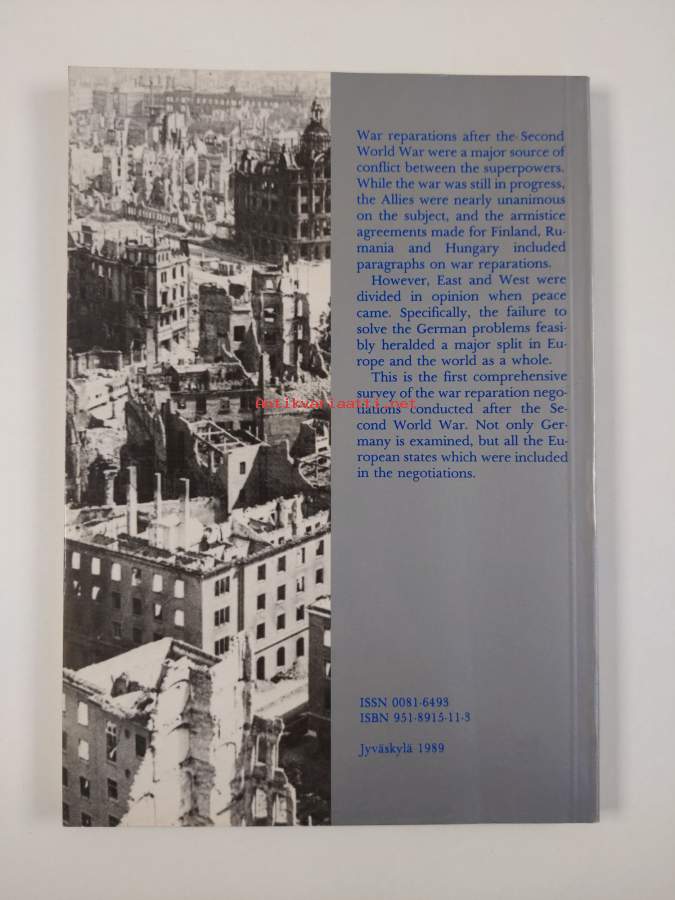 War reparations after the Second
World War were a major source of
conflict between the superpowers.
While the war was still in progress,
the Allies were nearly unanimous
on the subject, and the armistice
agreements made for Finland, Ru-
mania and Hungary included
paragraphs on war reparations.
However, East and West were
divided in opinion when peace
came. Specifically, the failure to
solve the German problems feasi-
bly heralded a major split in Eu-
rope and the world as a whole.
This is the first comprehensive
survey of the war reparation nego-
Antikvariaatti.net
tiations conducted after the Se-
cond World War. Not only Ger-
many is examined, but all the Eu-
ropean states which were included
in the negotiations.
ISSN 0081-6493
ISBN 951-8915-11-3
Jyväskylä 1989